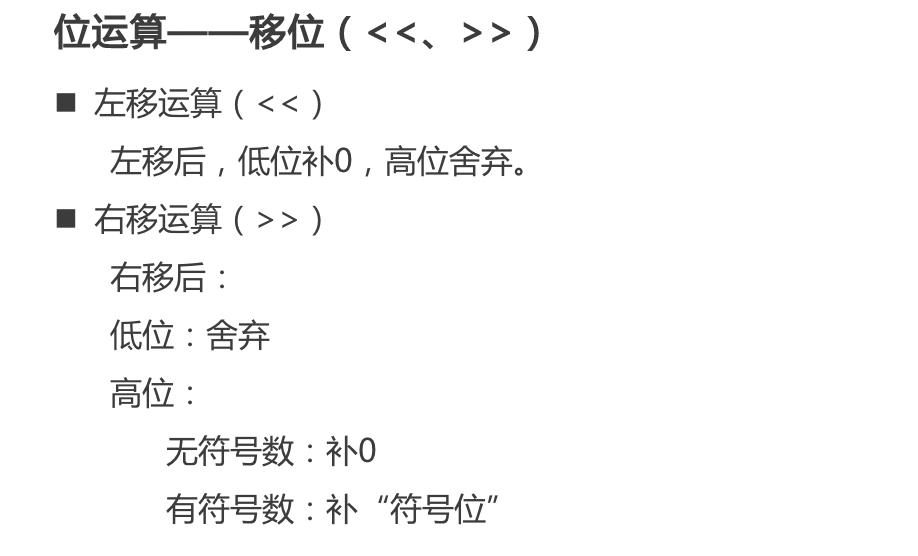 位运算——移位（<<、>>）
■ 左移运算（<<）
左移后，低位补0，高位舍弃。
■ 右移运算（>>）
右移后：
低位：舍弃
高位：
无符号数：补0
有符号数：补“符号位”